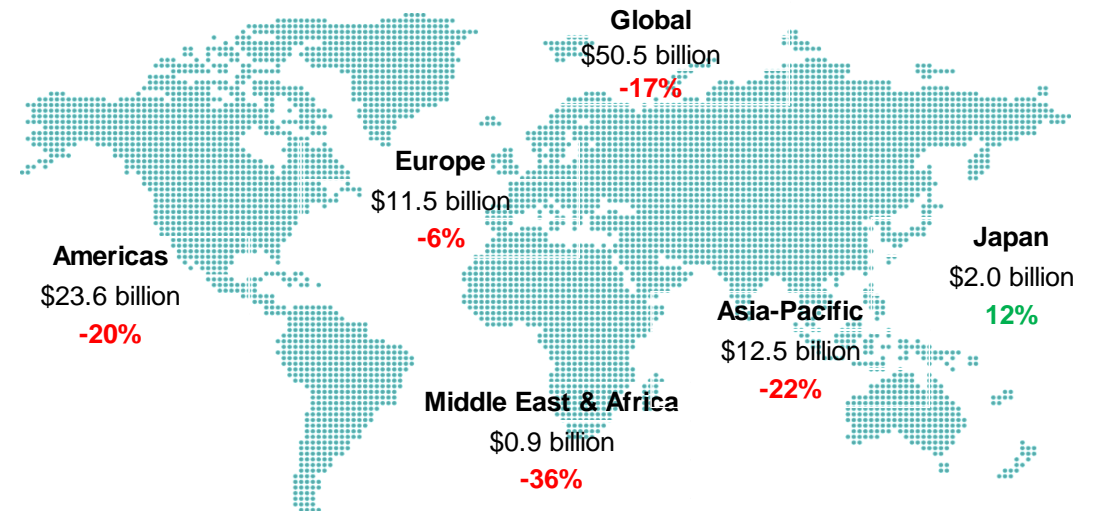 Global
$50.5 billion
-17%
Europe
$11.5 billion
-6%
Americas
$23.6 billion
-20%
Japan
$2.0 billion
12%
Asia-Pacific
$12.5 billion
-22%
Middle East & Africa
$0.9 billion
-36%